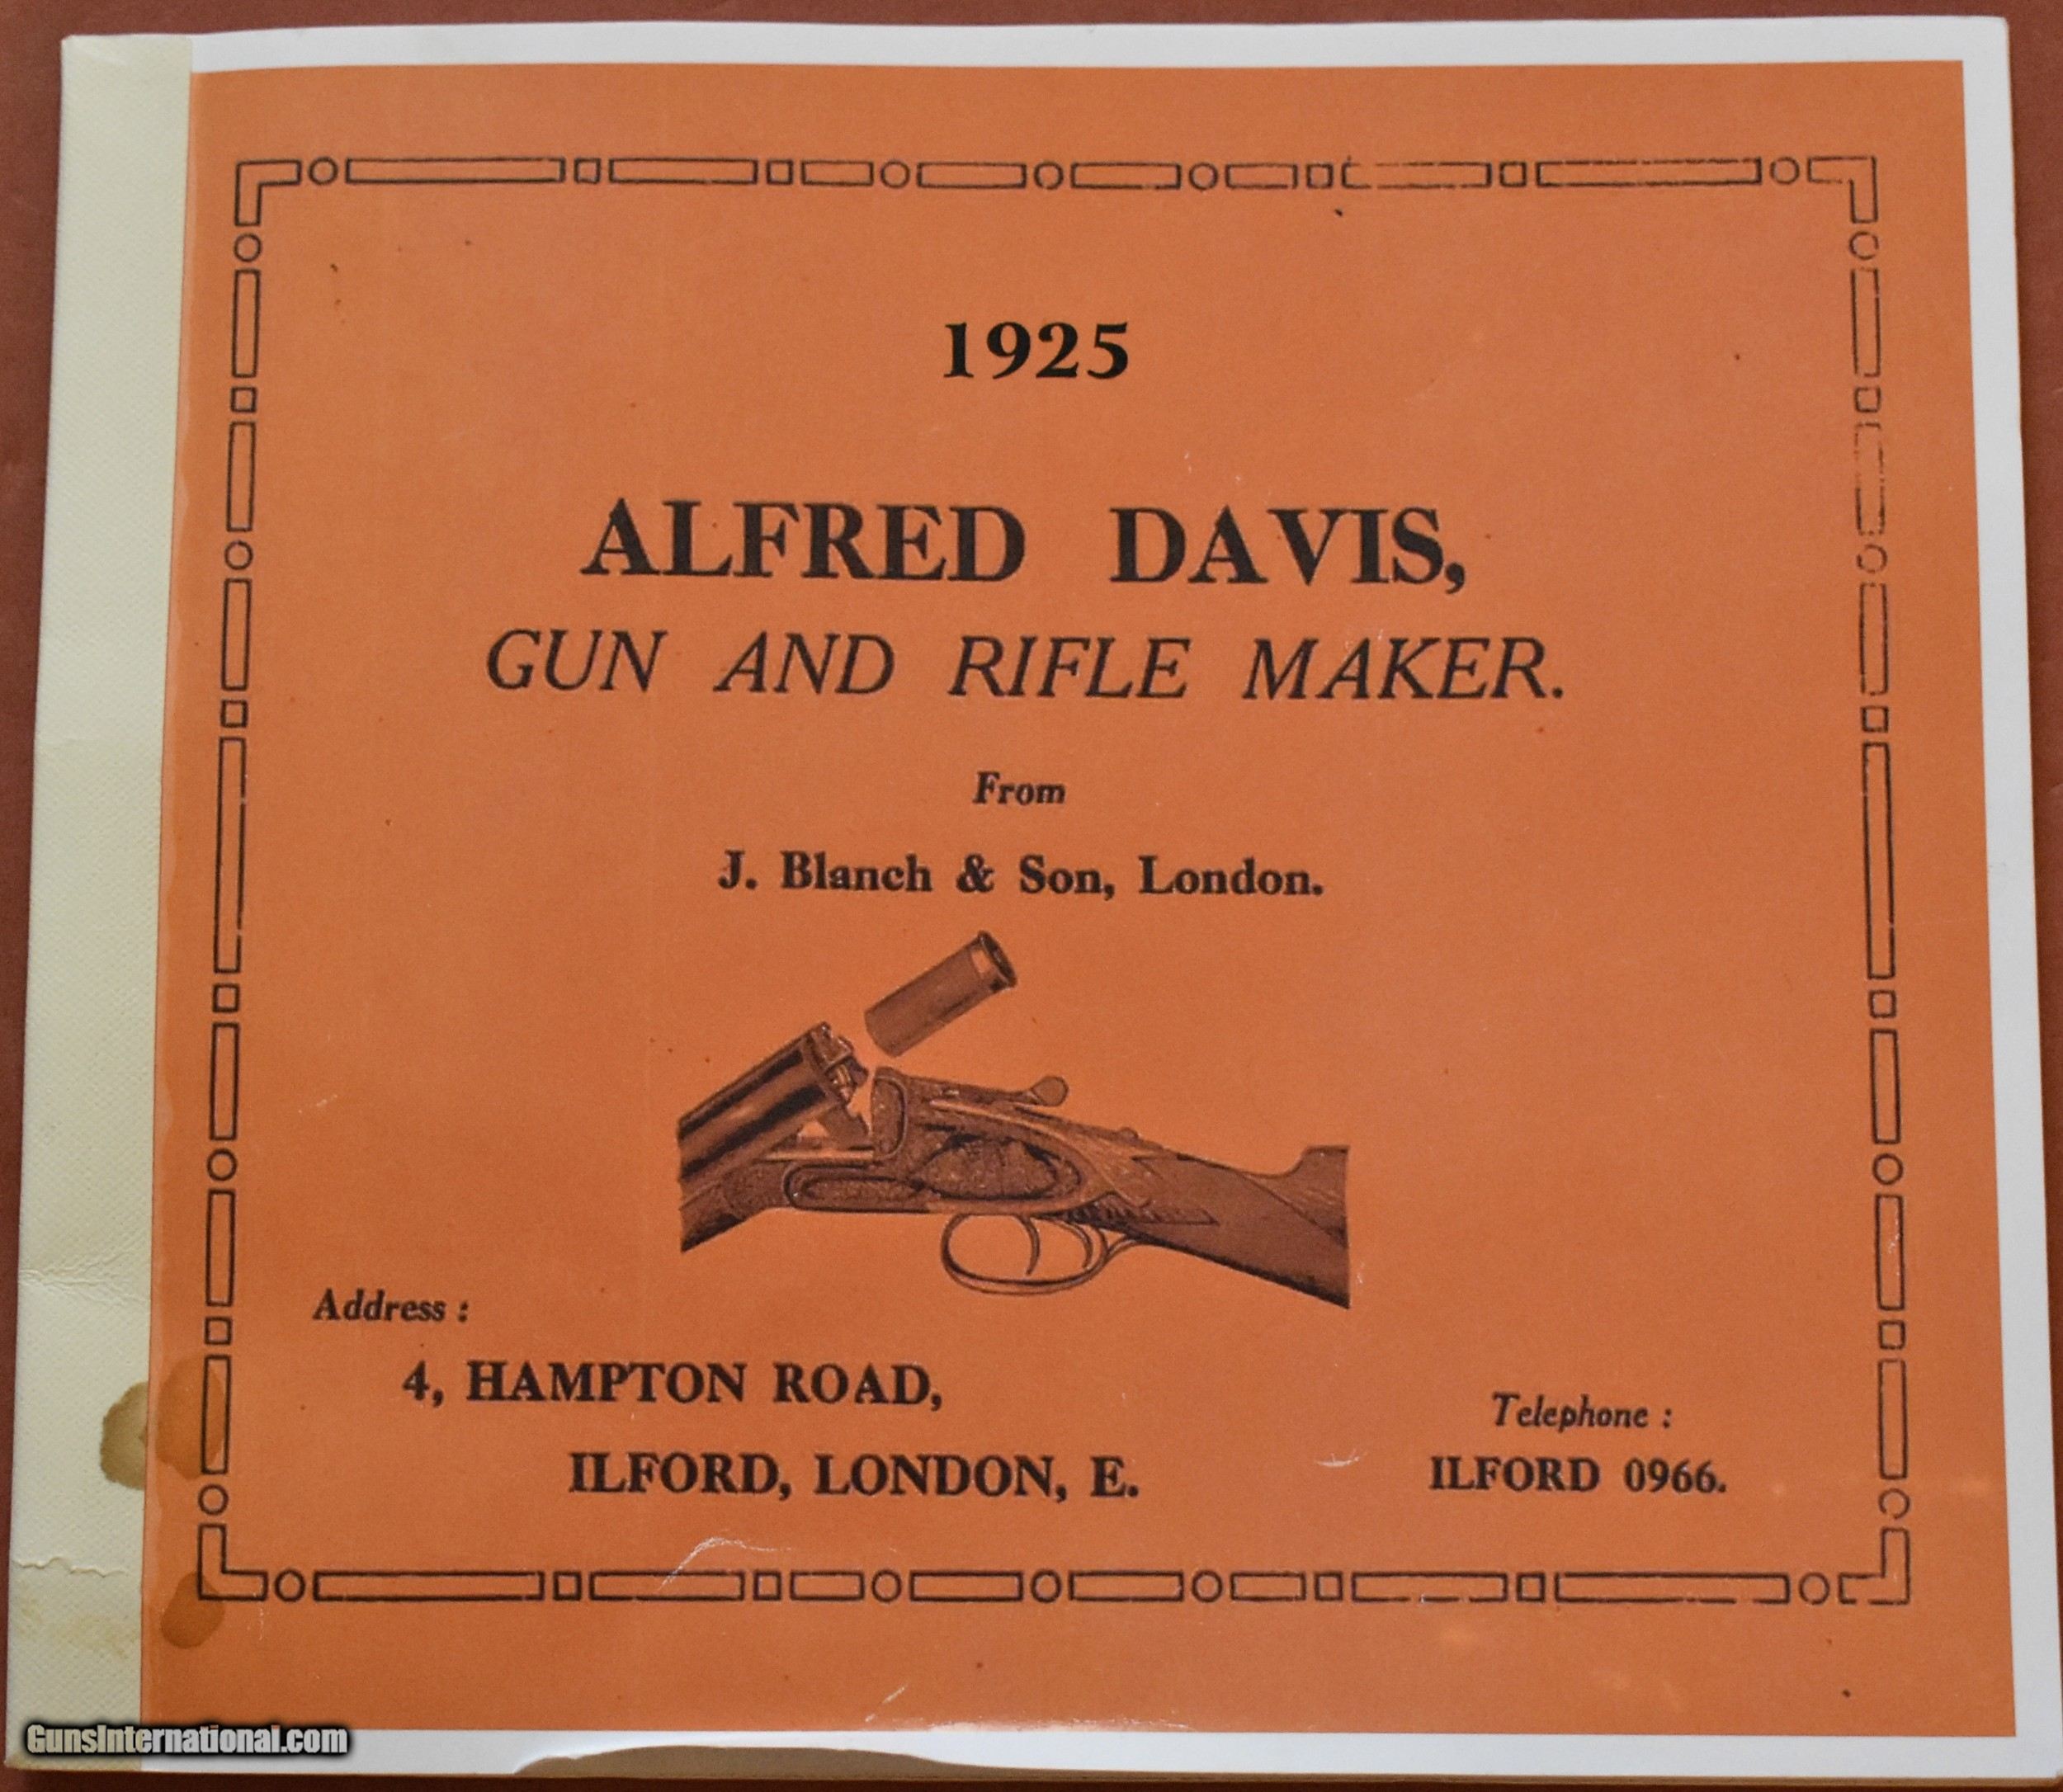 1925
ALFRED DAVIS,
GUN AND RIFLE MAKER.
From
J. Blanch & Son, London.
Address :
4, HAMPTON ROAD,
ILFORD, LONDON, E.
Telephone :
ILFORD 0966.
GunsInternational.com